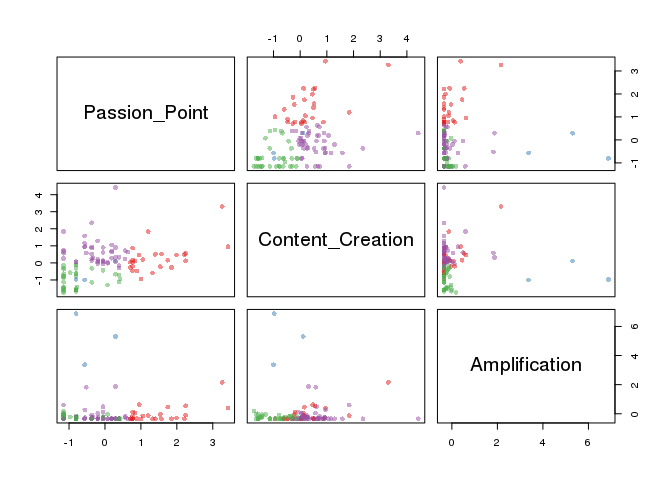 -1 0 1 2 3 4
Passion_Point
-1 0 1 2 3
-1 0 1 2 3 4
Content_Creation
Amplification
0 2 4 6
-1 0 1 2 3
0 2 4 6